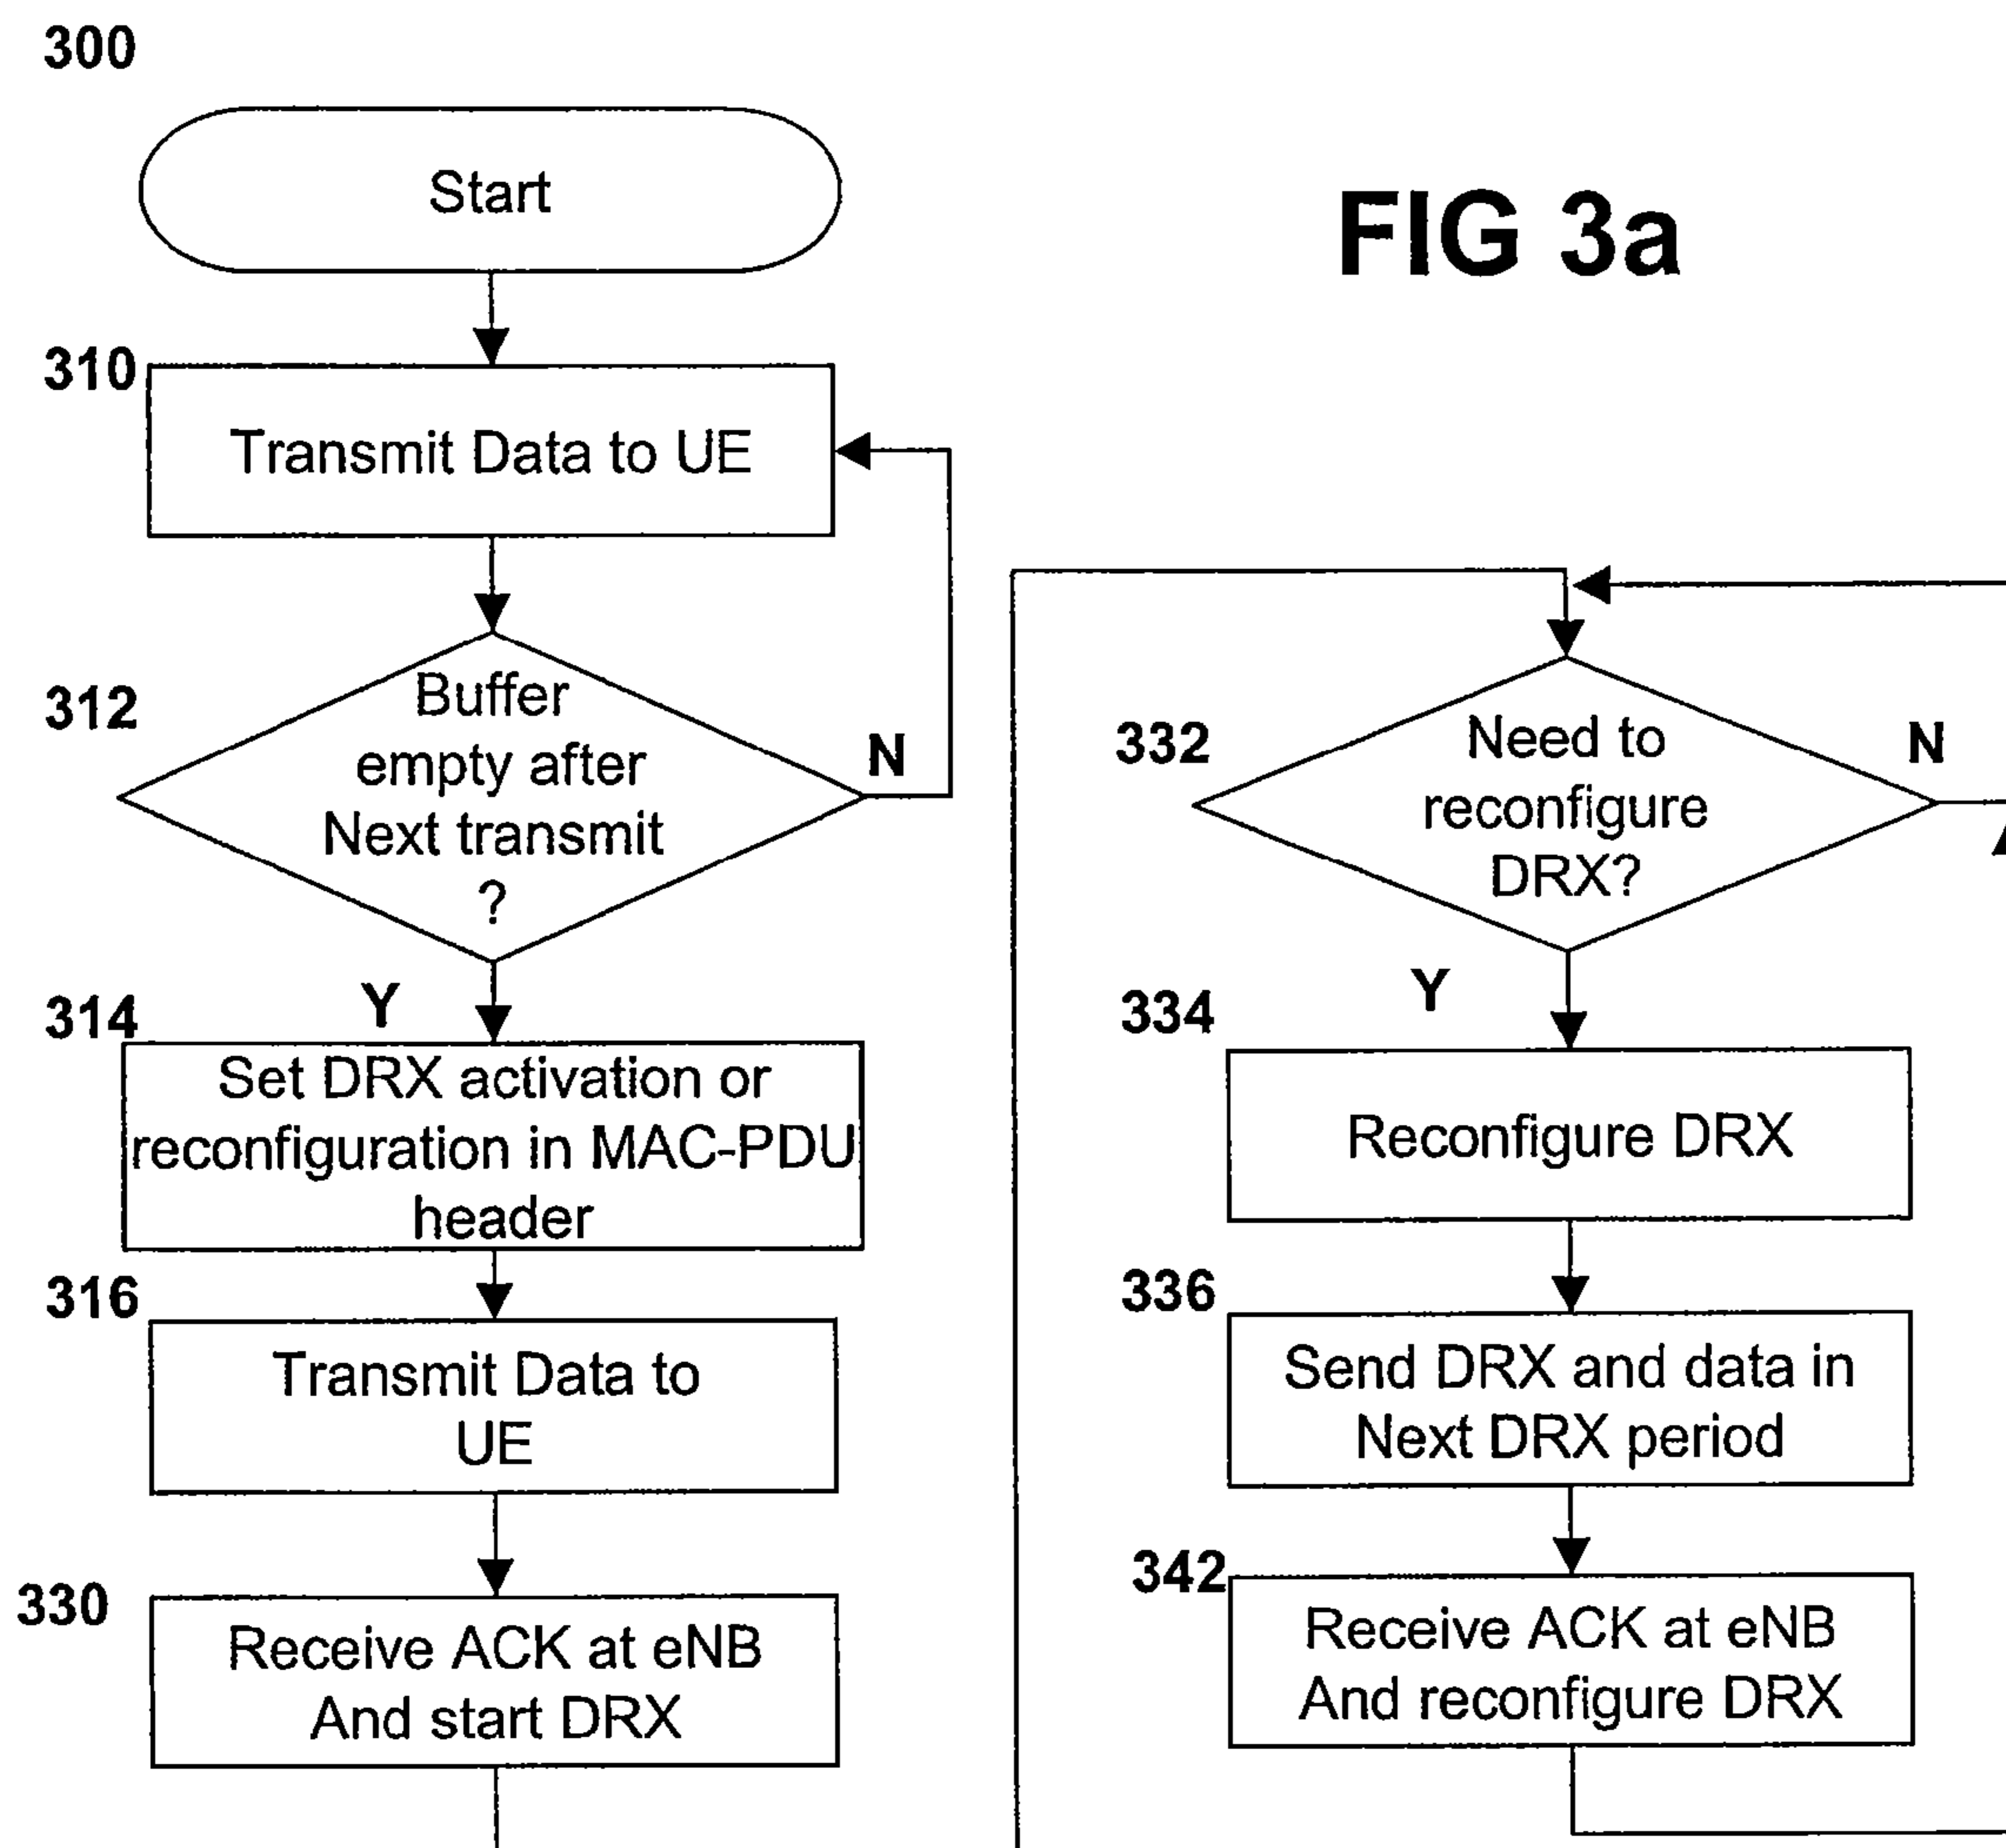 300
Start
FIG 3a
310
Transmit Data to UE
312
Buffer
empty after
Next transmit
?
N
Y
314
Set DRX activation or
reconfiguration in MAC-PDU
header
316
Transmit Data to
UE
330
Receive ACK at eNB
And start DRX
332
Need to
reconfigure
DRX?
N
Y
334
Reconfigure DRX
336
Send DRX and data in
Next DRX period
342
Receive ACK at eNB
And reconfigure DRX